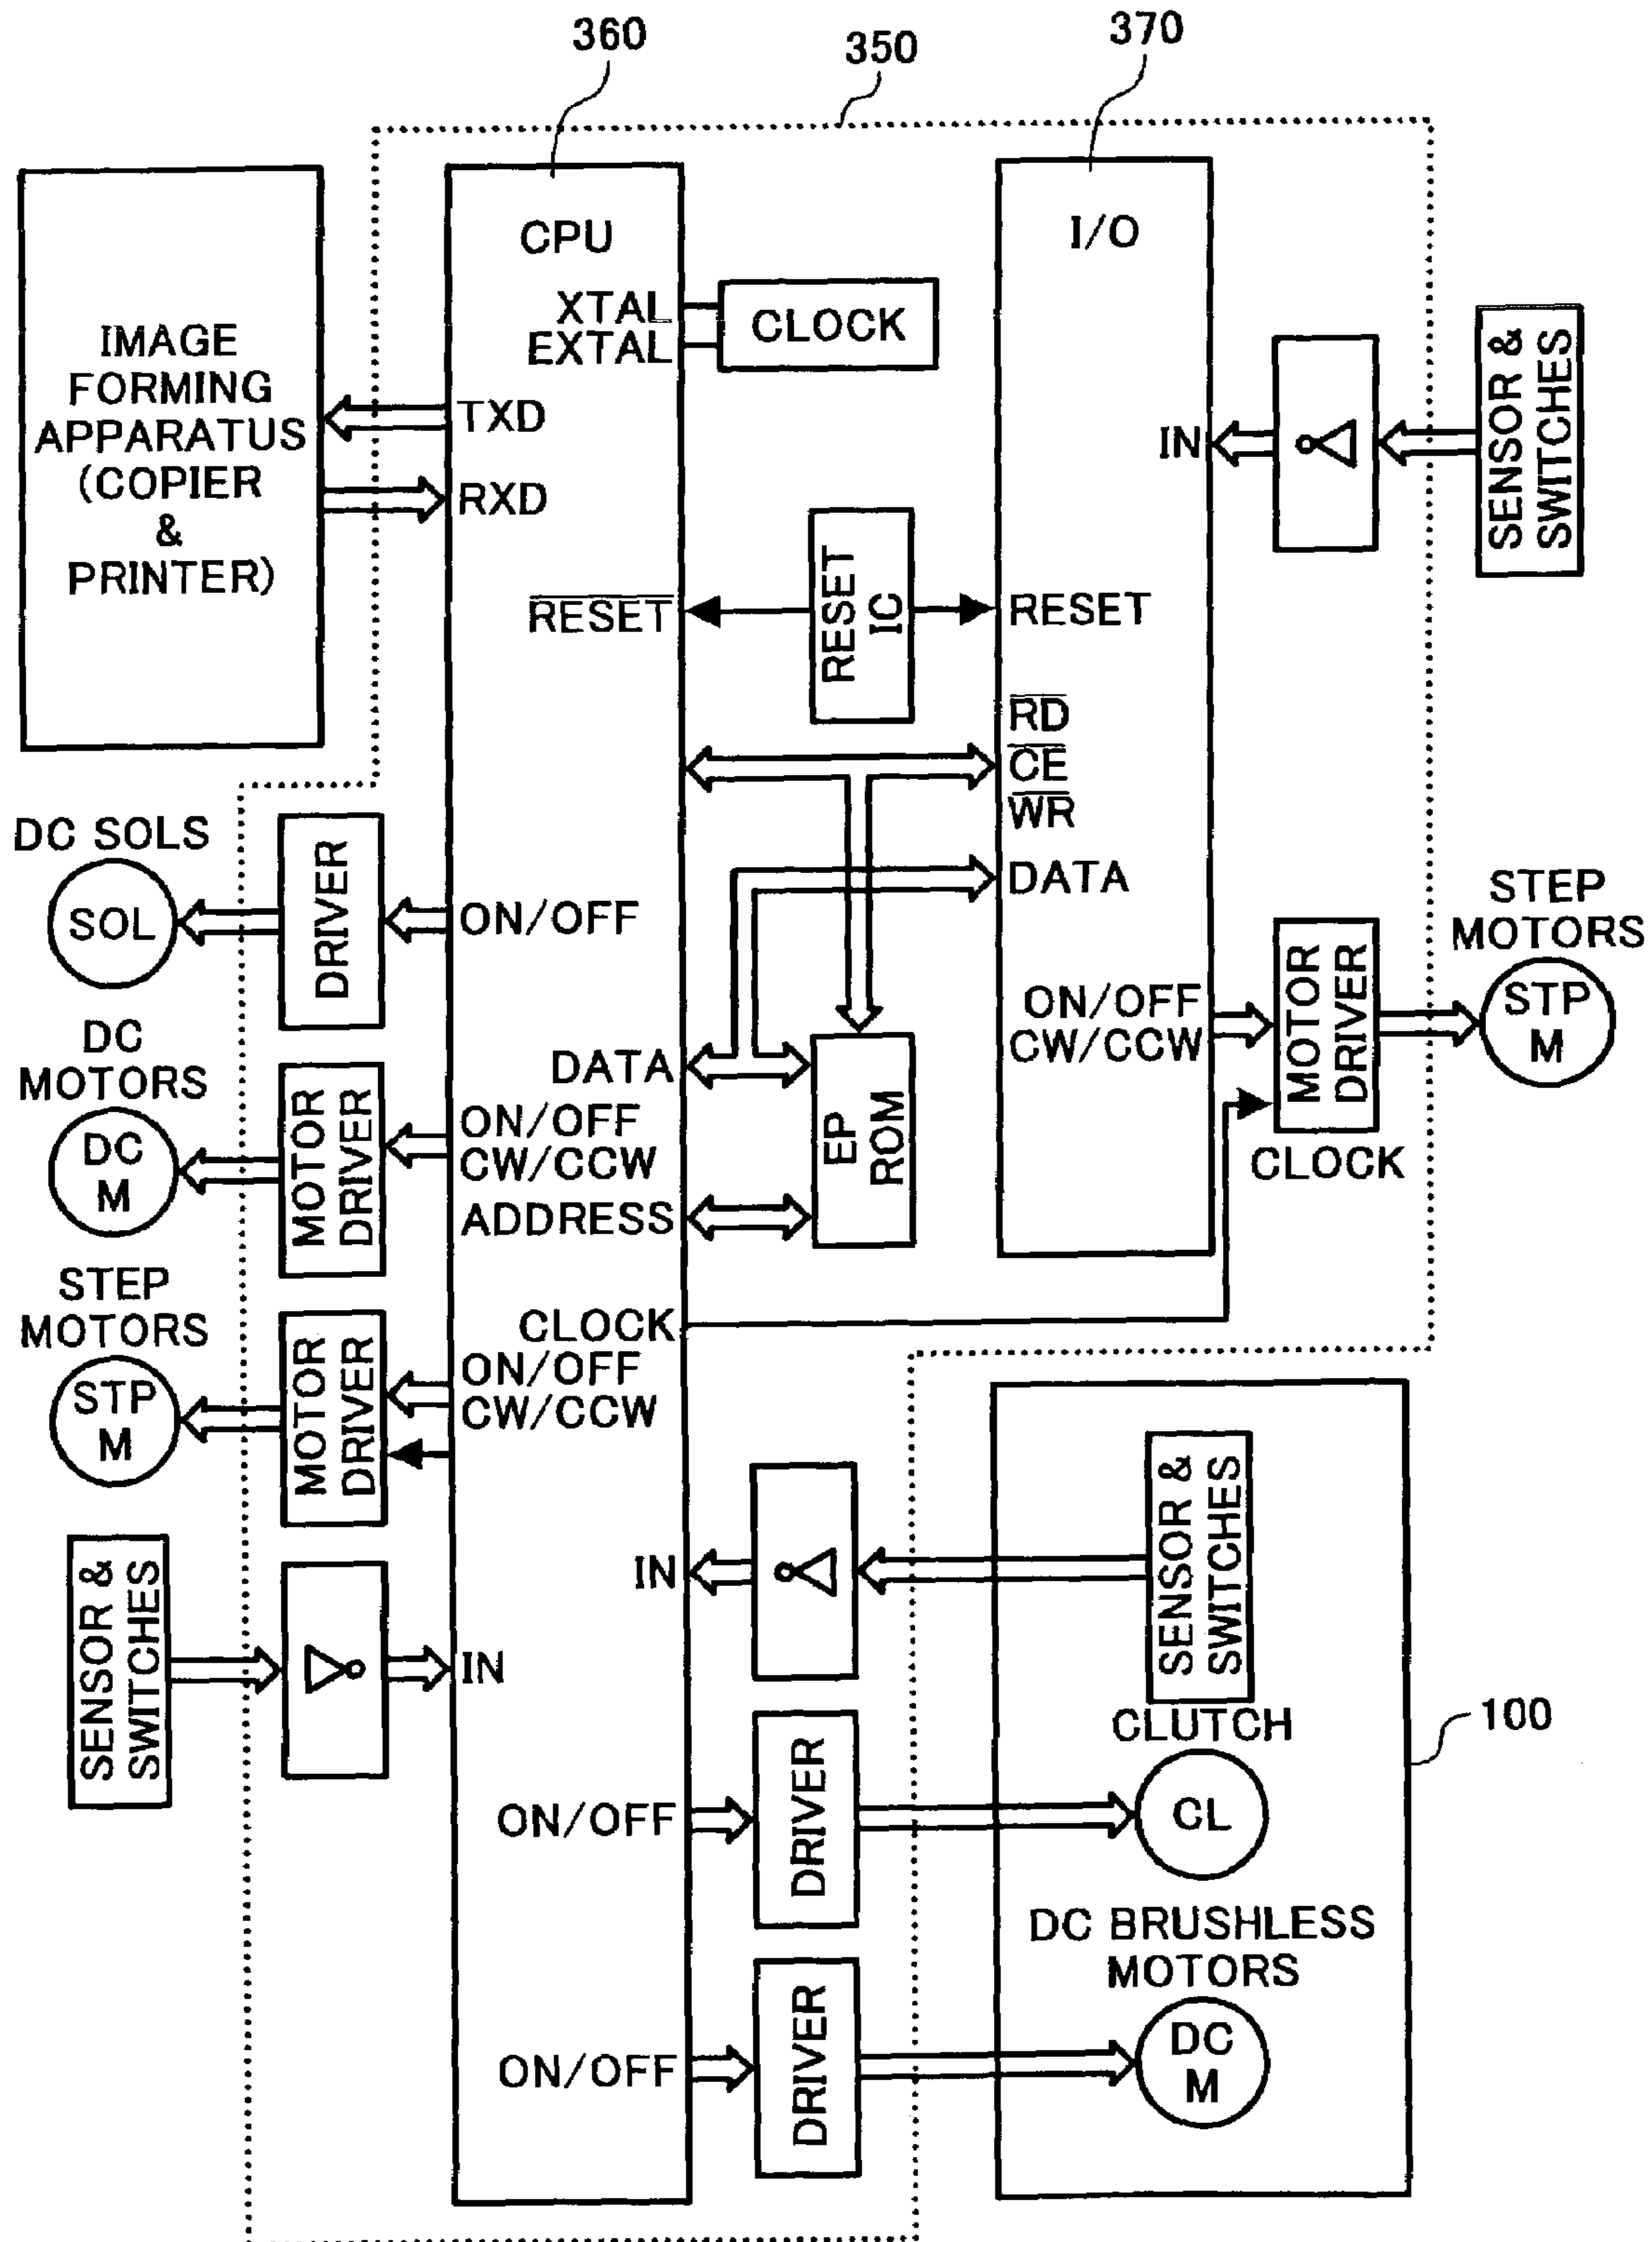 360
350
370
IMAGE
FORMING
APPARATUS
(COPIER
&
PRINTER)
CPU
XTAL
EXTAL
CLOCK
TXD
RXD
RESET
RESET
IC
I/O
IN
SENSOR &
SWITCHES
RESET
RD
CE
WR
DATA
DC SOLS
SOL
DRIVER
ON/OFF
DC
MOTORS
DC
M
MOTOR
DRIVER
DATA
ON/OFF
CW/CCW
ADDRESS
EP
ROM
ON/OFF
CW/CCW
MOTOR
DRIVER
CLOCK
STEP
MOTORS
STP
M
STEP
MOTORS
STP
M
MOTOR
DRIVER
CLOCK
ON/OFF
CW/CCW
SENSOR &
SWITCHES
IN
IN
SENSOR &
SWITCHES
CLUTCH
CL
100
ON/OFF
DRIVER
DC BRUSHLESS
MOTORS
DC
M
ON/OFF
DRIVER